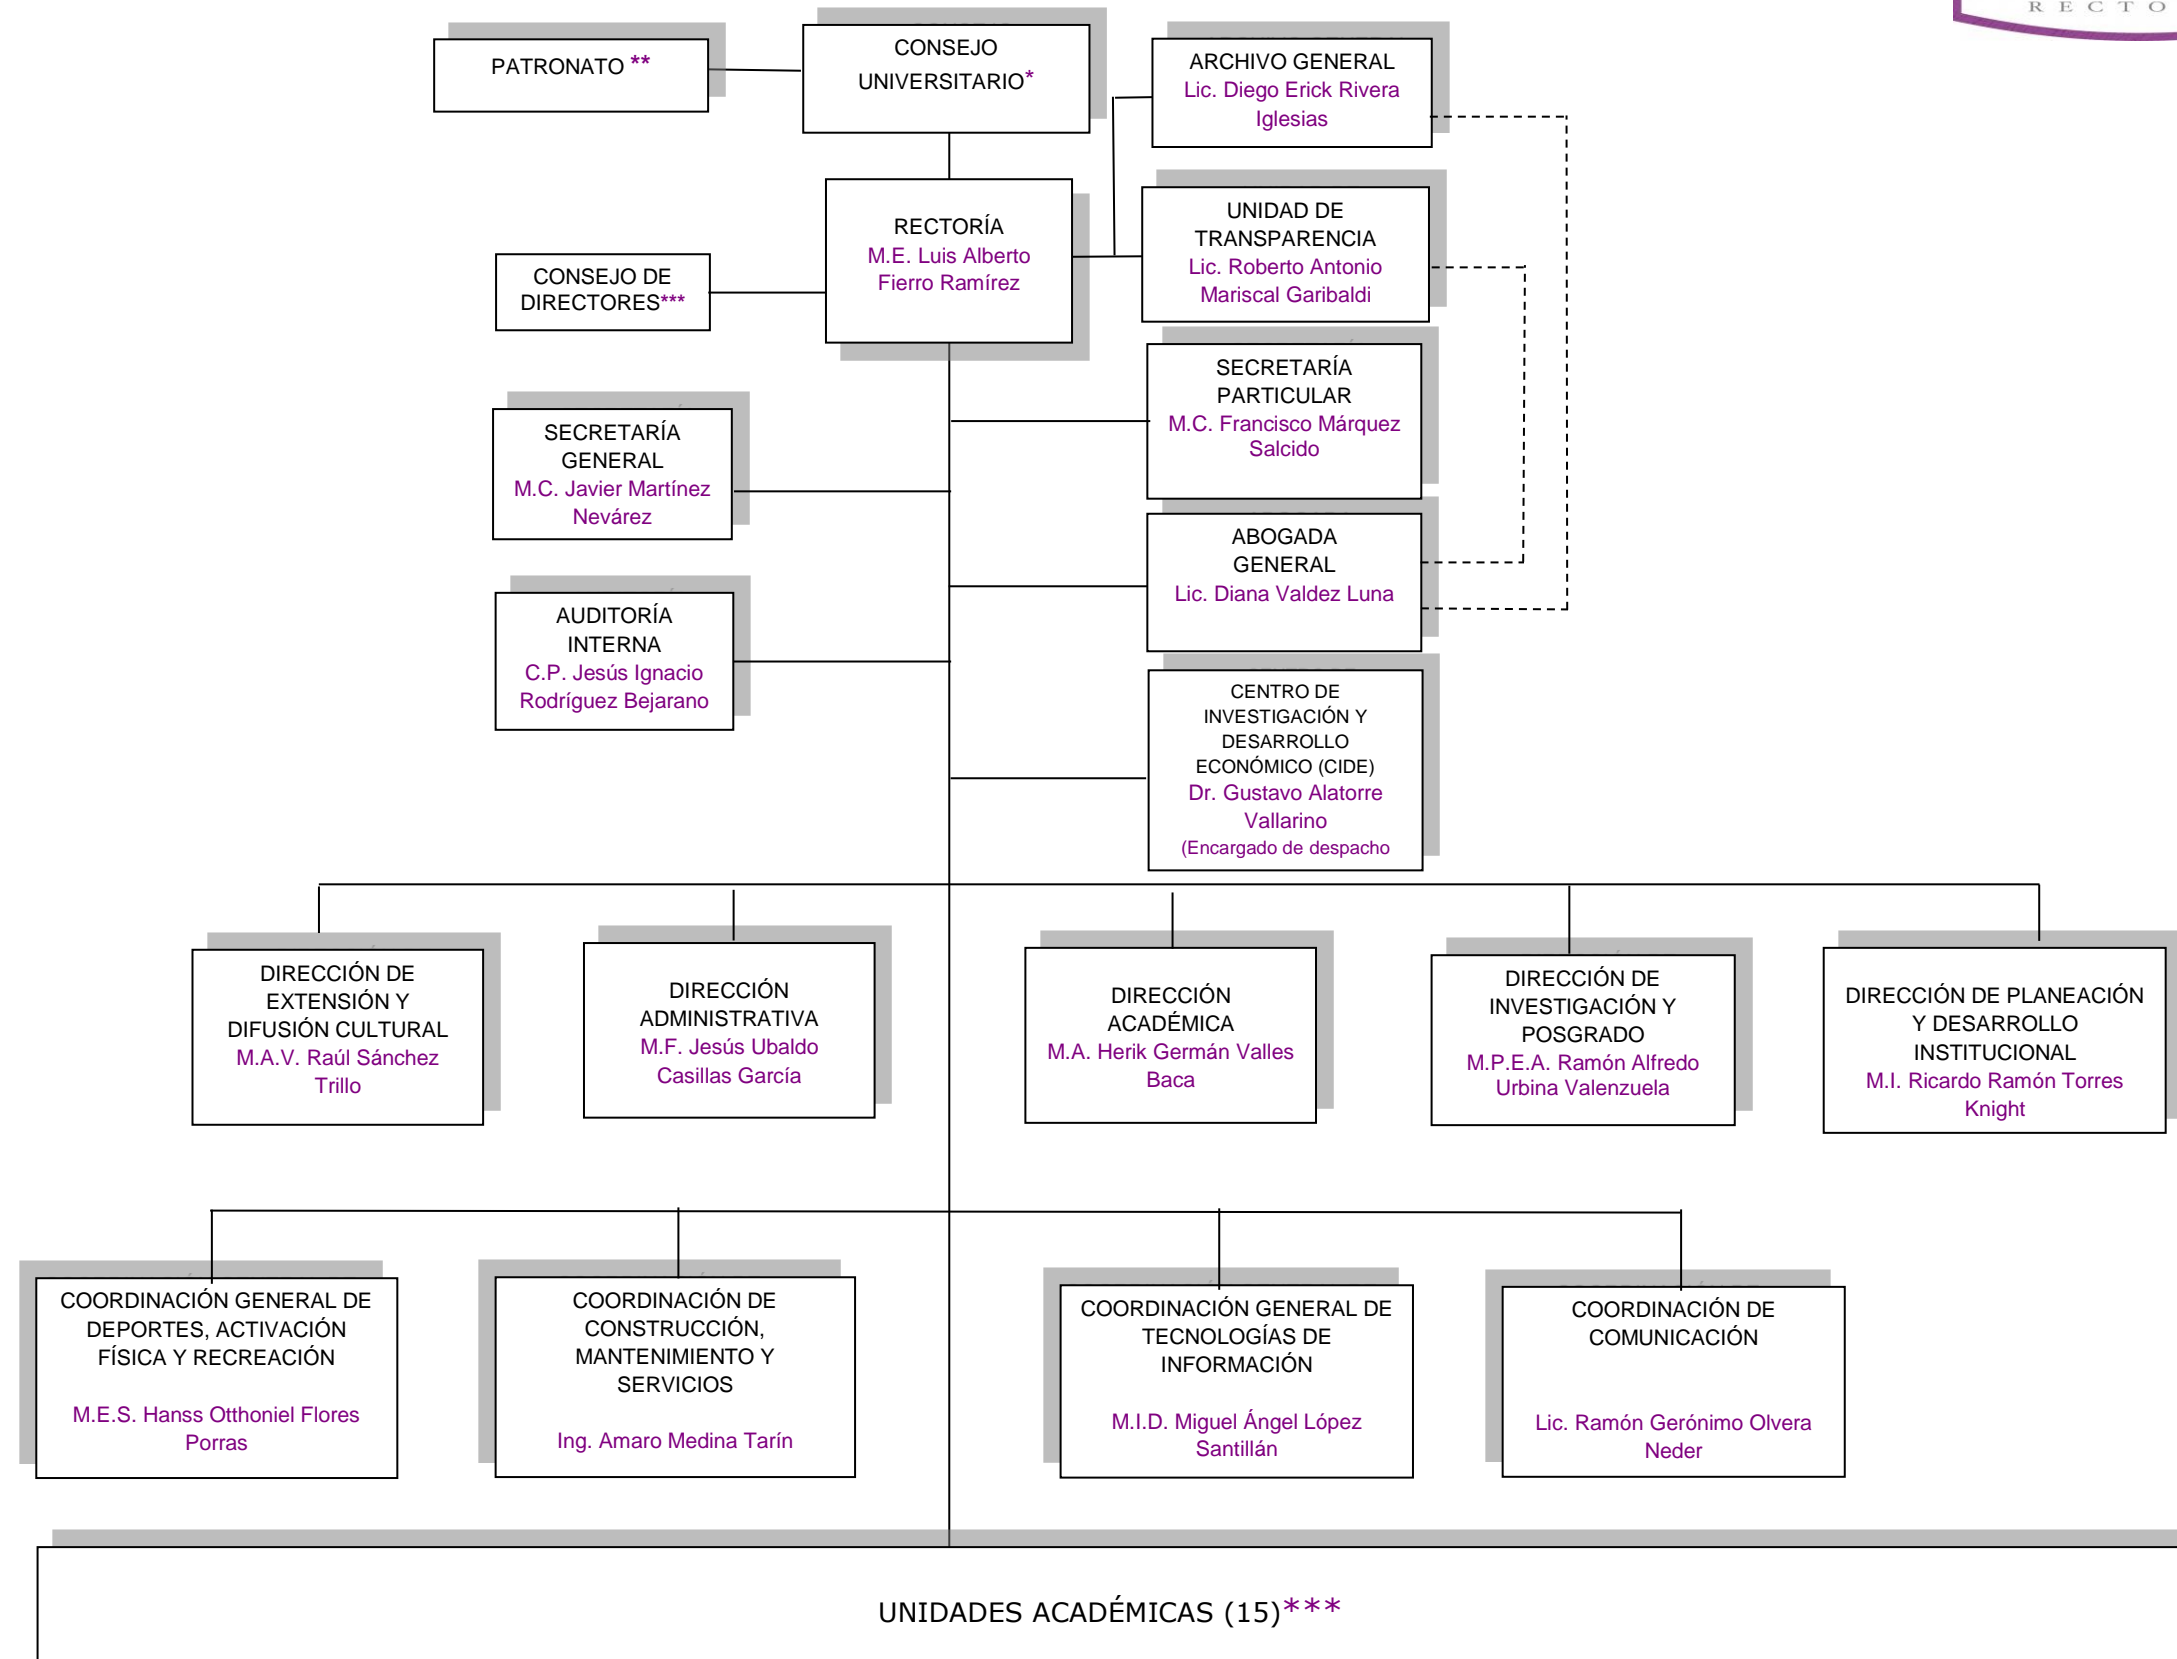 RECTO
PATRONATO **
CONSEJO
UNIVERSITARIO*
ARCHIVO GENERAL
Lic. Diego Erick Rivera
Iglesias
RECTORÍA
M.E. Luis Alberto
Fierro Ramírez
UNIDAD DE
TRANSPARENCIA
Lic. Roberto Antonio
Mariscal Garibaldi
CONSEJO DE
DIRECTORES***
SECRETARÍA
PARTICULAR
M.C. Francisco Márquez
Salcido
SECRETARÍA
GENERAL
M.C. Javier Martínez
Nevárez
ABOGADA
GENERAL
Lic. Diana Valdez Luna
AUDITORÍA
INTERNA
C.P. Jesús Ignacio
Rodríguez Bejarano
CENTRO DE
INVESTIGACIÓN Y
DESARROLLO
ECONÓMICO (CIDE)
Dr. Gustavo Alatorre
Vallarino
(Encargado de despacho
DIRECCIÓN DE
EXTENSIÓN Y
DIFUSIÓN CULTURAL
M.A.V. Raúl Sánchez
Trillo
DIRECCIÓN
ADMINISTRATIVA
M.F. Jesús Ubaldo
Casillas García
DIRECCIÓN
ACADÉMICA
M.A. Herik Germán Valles
Baca
DIRECCIÓN DE
INVESTIGACIÓN Y
POSGRADO
M.P.E.A. Ramón Alfredo
Urbina Valenzuela
DIRECCIÓN DE PLANEACIÓN
Y DESARROLLO
INSTITUCIONAL
M.I. Ricardo Ramón Torres
Knight
COORDINACIÓN GENERAL DE
DEPORTES, ACTIVACIÓN
FÍSICA Y RECREACIÓN
M.E.S. Hanss Otthoniel Flores
Porras
COORDINACIÓN DE
CONSTRUCCIÓN,
MANTENIMIENTO Y
SERVICIOS
Ing. Amaro Medina Tarín
COORDINACIÓN GENERAL DE
TECNOLOGÍAS DE
INFORMACIÓN
M.I.D. Miguel Ángel López
Santillán
COORDINACIÓN DE
COMUNICACIÓN
Lic. Ramón Gerónimo Olvera
Neder
UNIDADES ACADÉMICAS (15)***